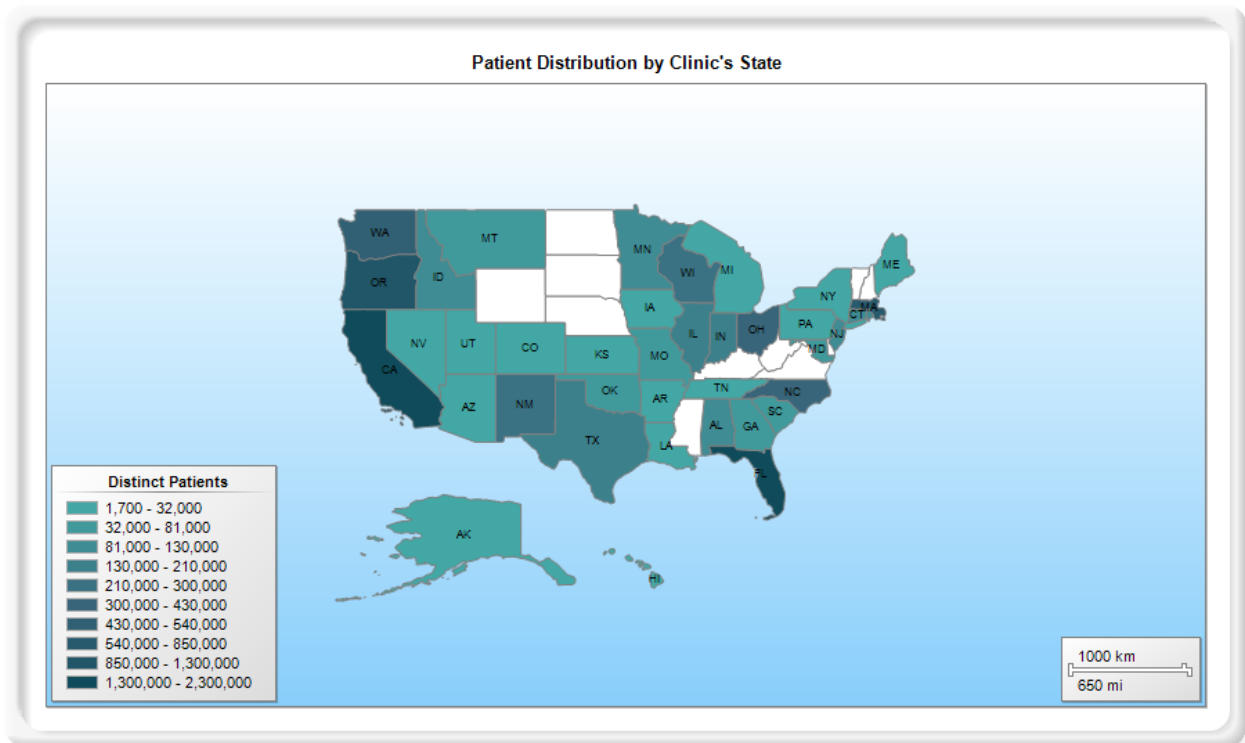 Patient Distribution by Clinic's State
WA
MT
MN
ME
OR
ID
WI
MI
NY
MA
CT
IA
PA
NJ
NV
UT
CO
IL
IN
OH
MD
CA
KS
MO
AZ
NM
OK
AR
TN
NC
SC
TX
LA
AL
GA
FL
AK
HI
Distinct Patients
1,700 - 32,000
32,000 - 81,000
81,000 - 130,000
130,000 - 210,000
210,000 - 300,000
300,000 - 430,000
430,000 - 540,000
540,000 - 850,000
850,000 - 1,300,000
1,300,000 - 2,300,000
1000 km
650 mi